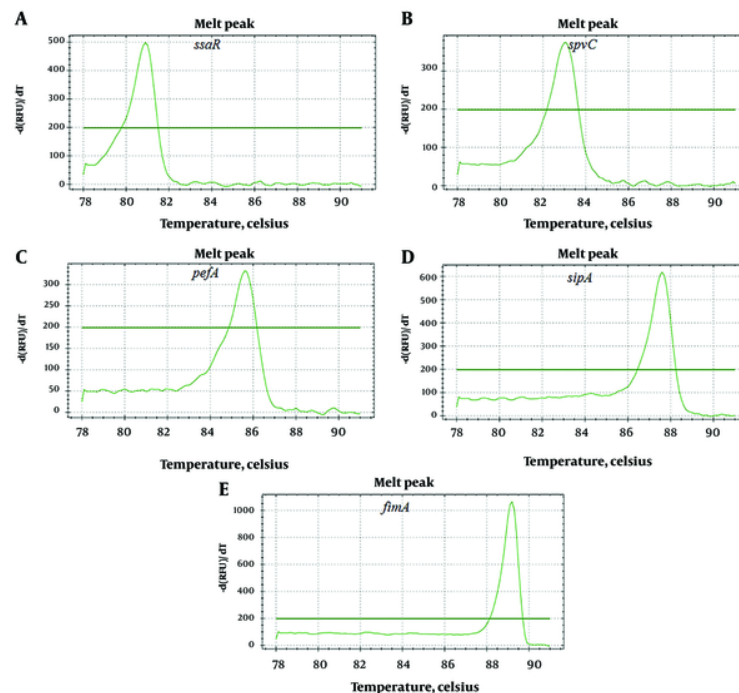 A
Melt peak
ssaR
-d(RFU)/ dT
500
400
300
200
100
0
78 80 82 84 86 88 90
Temperature, celsius
B
Melt peak
spvC
-d(RFU)/ dT
300
200
100
0
78 80 82 84 86 88 90
Temperature, celsius
C
Melt peak
pefA
-d(RFU)/ dT
300
250
200
150
100
50
0
78 80 82 84 86 88 90
Temperature, celsius
D
Melt peak
sipA
-d(RFU)/ dT
600
500
400
300
200
100
0
78 80 82 84 86 88 90
Temperature, celsius
E
Melt peak
fimA
-d(RFU)/ dT
1000
800
600
400
200
0
78 80 82 84 86 88 90
Temperature, celsius